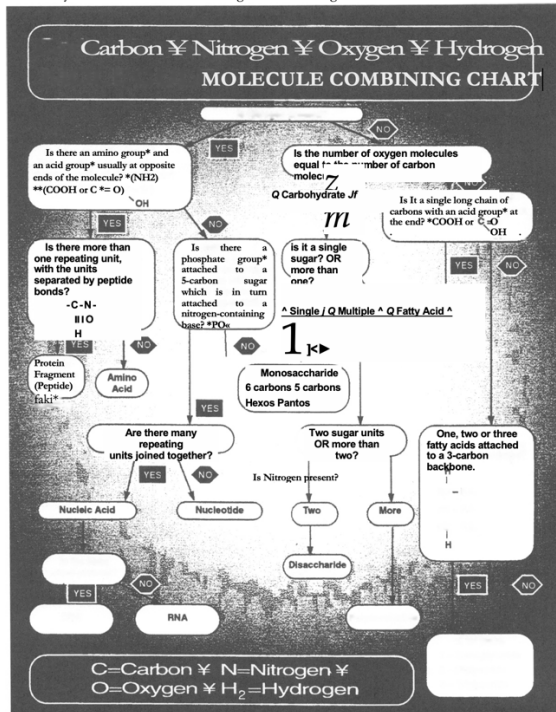 Carbon ¥ Nitrogen ¥ Oxygen ¥ Hydrogen
MOLECULE COMBINING CHART
YES
NO
Is there an amino group* and
an acid group* usually at opposite
ends of the molecule? *(NH2)
**(COOH or C *= O)
OH
Is the number of oxygen molecules
equal to the number of carbon
molecu
z
Q Carbohydrate Jf
m
NO
Is It a single long chain of
carbons with an acid group* at
the end? *COOH or C =O
OH
YES
NO
Is there more than
one repeating unit,
with the units
separated by peptide
bonds?
-C-N-
II I O
H
Is there a
phosphate group*
attached to a
5-carbon sugar
which is in turn
attached to a
nitrogen-containing
base? *PO«
is it a single
sugar? OR
more than
one?
YES
NO
^ Single j Q Multiple ^ Q Fatty Acid ^
YES
NO
NO
Protein
Fragment
(Peptide)
faki*
Amino
Acid
Monosaccharide
6 carbons 5 carbons
Hexos Pantos
YES
Are there many
repeating
units joined together?
Two sugar units
OR more than
two?
One, two or three
fatty acids attached
to a 3-carbon
backbone.
H
H
YES
NO
Is Nitrogen present?
Nucleic Acid
Nucleotide
Two
More
Disaccharide
YES
NO
YES
NO
RNA
C=Carbon ¥ N=Nitrogen ¥
O=Oxygen ¥ H2=Hydrogen